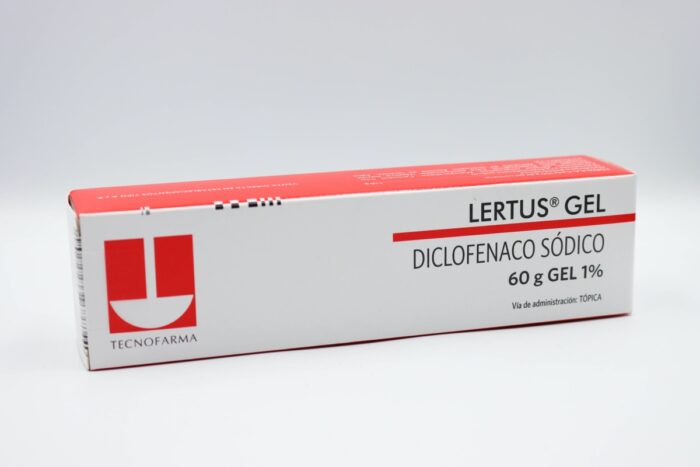 LERTUS® GEL
DICLOFENACO SÓDICO
60 g GEL 1%
Vía de administración: TÓPICA
TECNOFARMA